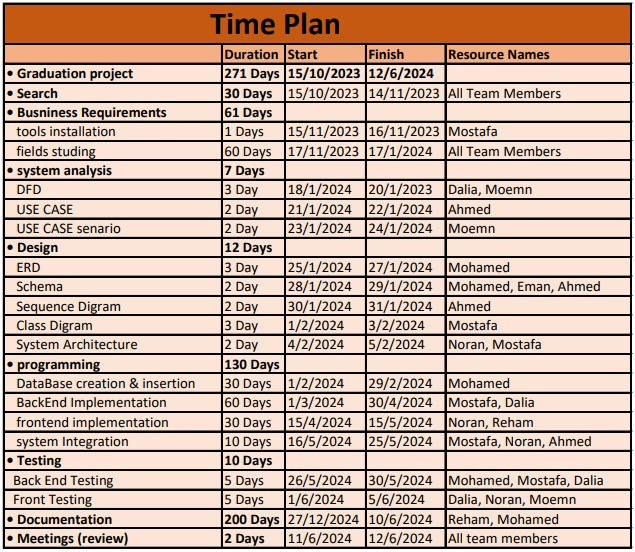 Time Plan
Duration Start Finish Resource Names
• Graduation project 271 Days 15/10/2023 12/6/2024
• Search 30 Days 15/10/2023 14/11/2023 All Team Members
• Busniness Requirements 61 Days
tools installation 1 Days 15/11/2023 16/11/2023 Mostafa
fields studing 60 Days 17/11/2023 17/1/2024 All Team Members
• system analysis 7 Days
DFD 3 Day 18/1/2024 20/1/2023 Dalia, Moemn
USE CASE 2 Day 21/1/2024 22/1/2024 Ahmed
USE CASE senario 2 Day 23/1/2024 24/1/2024 Moemn
• Design 12 Days
ERD 3 Day 25/1/2024 27/1/2024 Mohamed
Schema 2 Day 28/1/2024 29/1/2024 Mohamed, Eman, Ahmed
Sequence Digram 2 Day 30/1/2024 31/1/2024 Ahmed
Class Digram 3 Day 1/2/2024 3/2/2024 Mostafa
System Architecture 2 Day 4/2/2024 5/2/2024 Noran, Mostafa
• programming 130 Days
DataBase creation & insertion 30 Days 1/2/2024 29/2/2024 Mohamed
BackEnd Implementation 60 Days 1/3/2024 30/4/2024 Mostafa, Dalia
frontend implementation 30 Days 15/4/2024 15/5/2024 Noran, Reham
system Integration 10 Days 16/5/2024 25/5/2024 Mostafa, Noran, Ahmed
• Testing 10 Days
Back End Testing 5 Days 26/5/2024 30/5/2024 Mohamed, Mostafa, Dalia
Front Testing 5 Days 1/6/2024 5/6/2024 Dalia, Noran, Moemn
• Documentation 200 Days 27/12/2024 10/6/2024 Reham, Mohamed
• Meetings (review) 2 Days 11/6/2024 12/6/2024 All team members